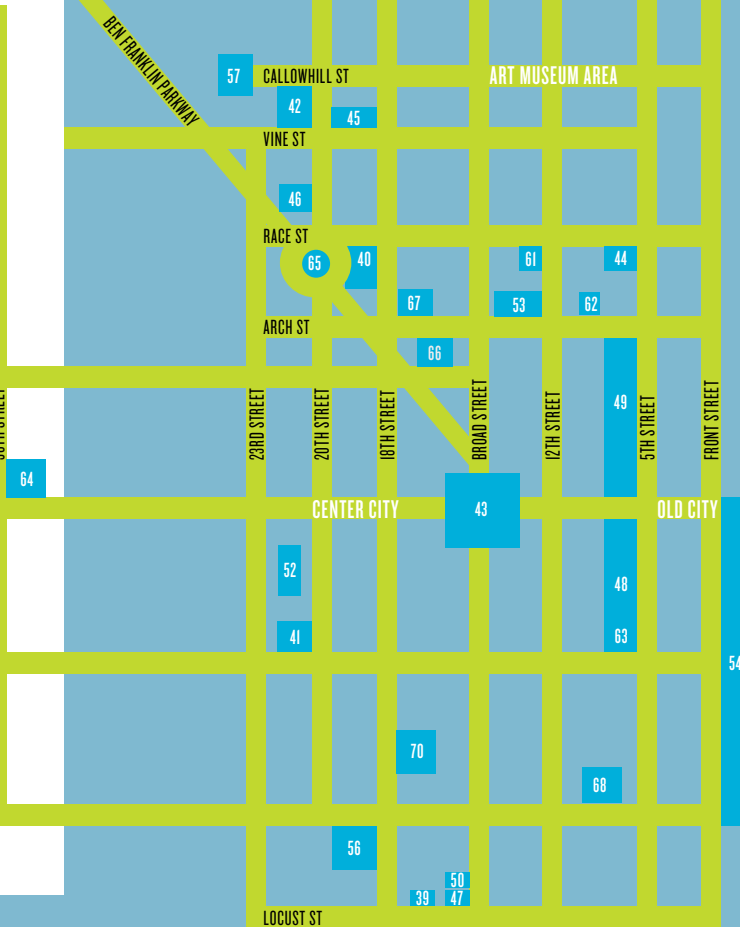 BEN FRANKLIN PARKWAY
57
CALLOWHILL ST
ART MUSEUM AREA
42
45
VINE ST
46
RACE ST
65
40
61
44
67
53
62
ARCH ST
66
49
23RD STREET
20TH STREET
18TH STREET
BROAD STREET
12TH STREET
5TH STREET
FRONT STREET
64
CENTER CITY
43
OLD CITY
52
48
41
63
54
70
68
56
50
39
47
LOCUST ST